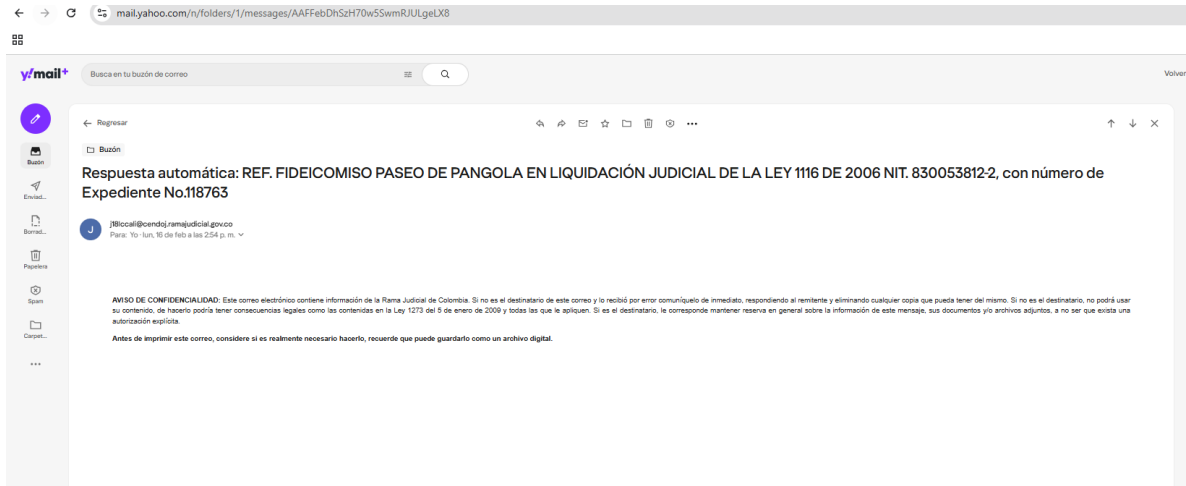 mail.yahoo.com/n/folders/1/messages/AAFFebDhSzH70w5SwmRJULgeLX8
y!mail+
Busca en tu buzón de correo
Volver
Regresar
Buzón
Buzón
Respuesta automática: REF. FIDEICOMISO PASEO DE PANGOLA EN LIQUIDACIÓN JUDICIAL DE LA LEY 1116 DE 2006 NIT. 830053812-2, con número de
Expediente No.118763
Enviad...
J
j18lccali@cendoj.ramajudicial.gov.co
Para: Yo · lun, 16 de feb a las 2:54 p. m.
Borrad...
Papelera
Spam
AVISO DE CONFIDENCIALIDAD: Este correo electrónico contiene información de la Rama Judicial de Colombia. Si no es el destinatario de este correo y lo recibió por error comuníquelo de inmediato, respondiendo al remitente y eliminando cualquier copia que pueda tener del mismo. Si no es el destinatario, no podrá usar
su contenido, de hacerlo podría tener consecuencias legales como las contenidas en la Ley 1273 del 5 de enero de 2009 y todas las que le apliquen. Si es el destinatario, le corresponde mantener reserva en general sobre la información de este mensaje, sus documentos y/o archivos adjuntos, a no ser que exista una
autorización explícita.
Carpet...
Antes de imprimir este correo, considere si es realmente necesario hacerlo, recuerde que puede guardarlo como un archivo digital.